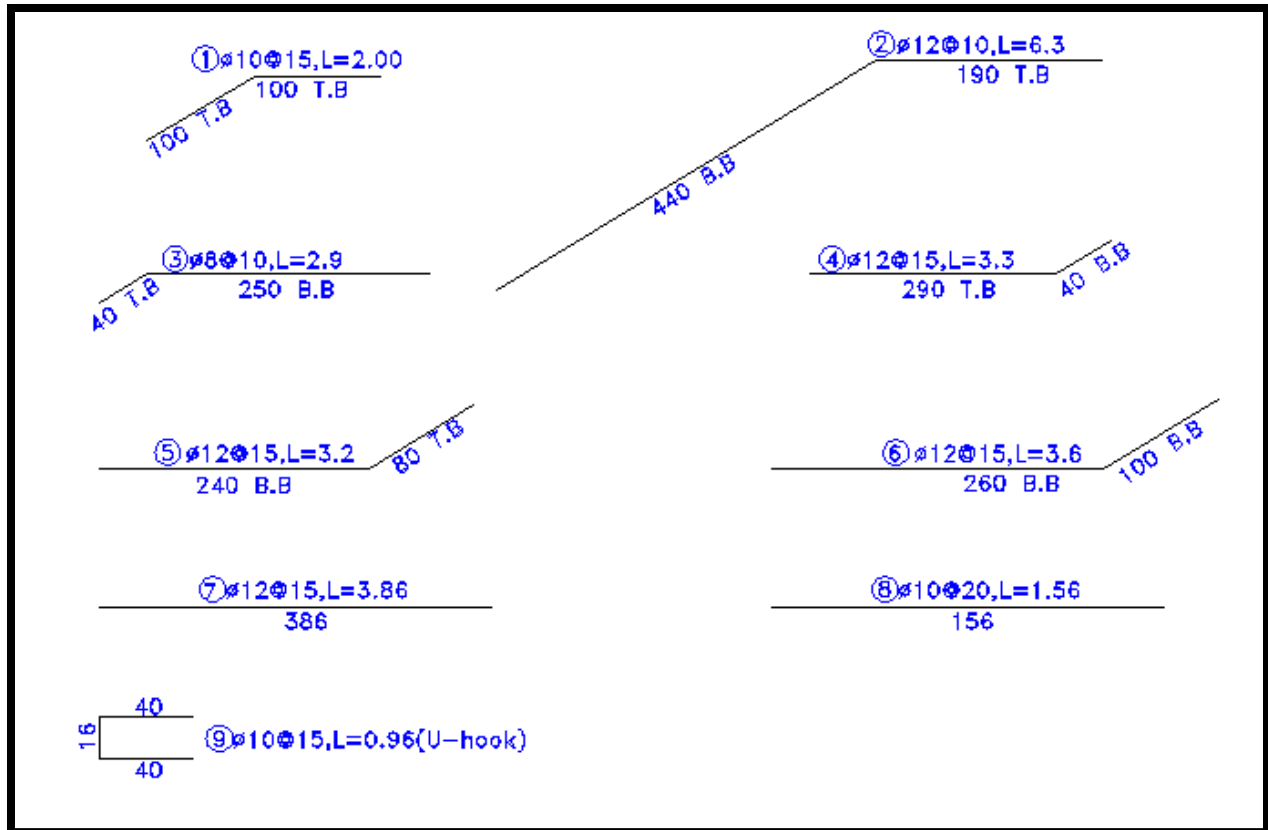 ①ø10@15,L=2.00
100 T.B
100 T.B
②ø12@10,L=6.3
190 T.B
440 B.B
③ø8@10,L=2.9
250 B.B
40 T.B
④ø12@15,L=3.3
290 T.B
40 B.B
⑤ø12@15,L=3.2
240 B.B
80 T.B
⑥ø12@15,L=3.6
260 B.B
100 B.B
⑦ø12@15,L=3.86
386
⑧ø10@20,L=1.56
156
40
16
⑨ø10@15,L=0.96(U-hook)
40